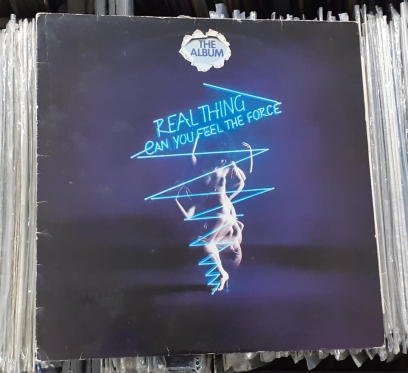 THE
ALBUM
REAL THING
CAN YOU FEEL THE FORCE